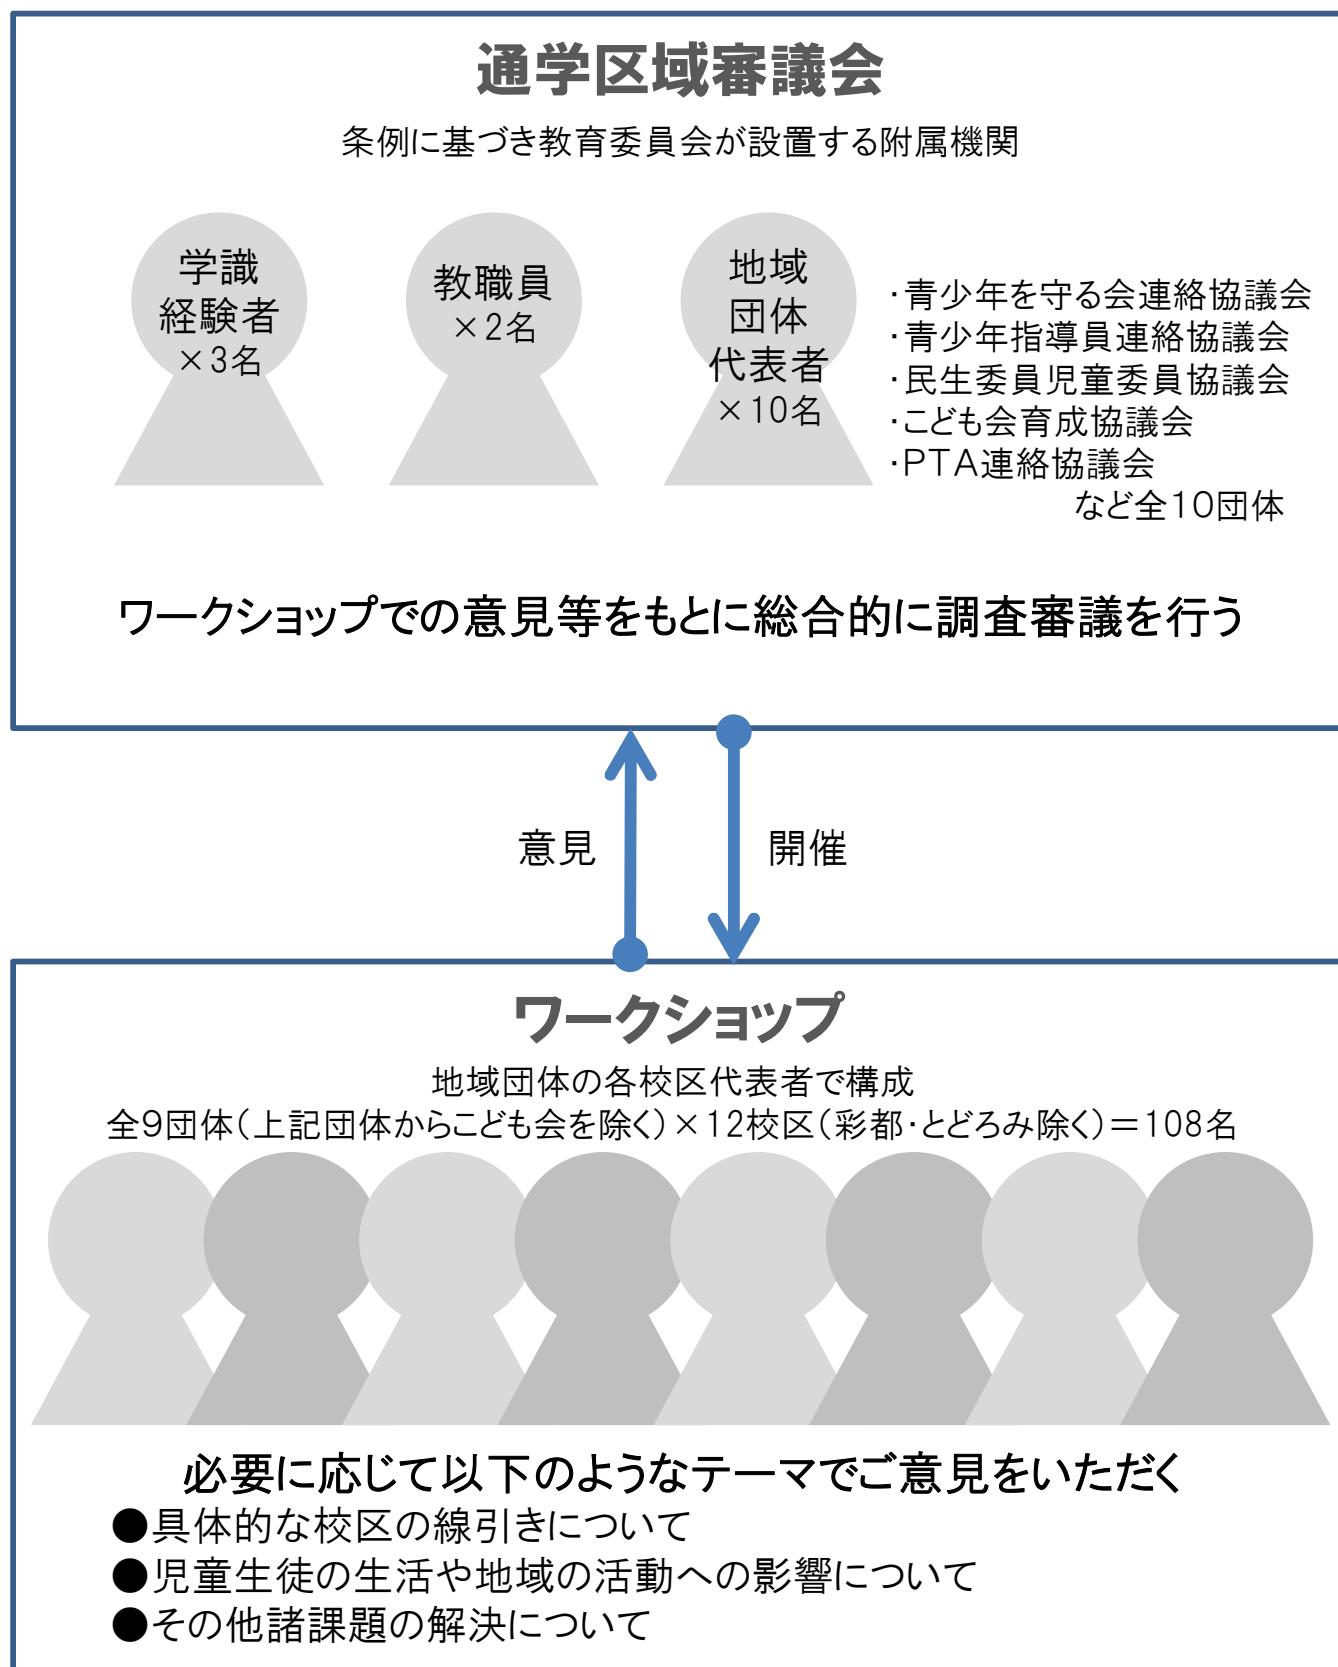 通学区域審議会
条例に基づき教育委員会が設置する附属機関
学識
経験者
×3名
教職員
×2名
地域
団体
代表者
×10名
・青少年を守る会連絡協議会
・青少年指導員連絡協議会
・民生委員児童委員協議会
・こども会育成協議会
・PTA連絡協議会
など全10団体
ワークショップでの意見等をもとに総合的に調査審議を行う
意見
開催
ワークショップ
地域団体の各校区代表者で構成
全9団体(上記団体からこども会を除く)×12校区(彩都・とどろみ除く)=108名
必要に応じて以下のようなテーマでご意見をいただく
●具体的な校区の線引きについて
●児童生徒の生活や地域の活動への影響について
●その他諸課題の解決について